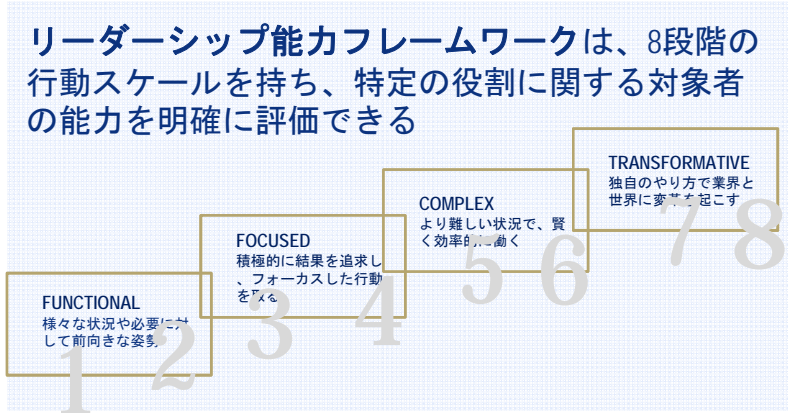 リーダーシップ能力フレームワークは、8段階の
行動スケールを持ち、特定の役割に関する対象者
の能力を明確に評価できる
TRANSFORMATIVE
独自のやり方で業界と
世界に変革を起こす
7 8
COMPLEX
より難しい状況で、賢
く効率的に働く
5 6
FOCUSED
積極的に結果を追求し
、フォーカスした行動
を取る
3 4
FUNCTIONAL
様々な状況や必要に対
して前向きな姿勢
1 2